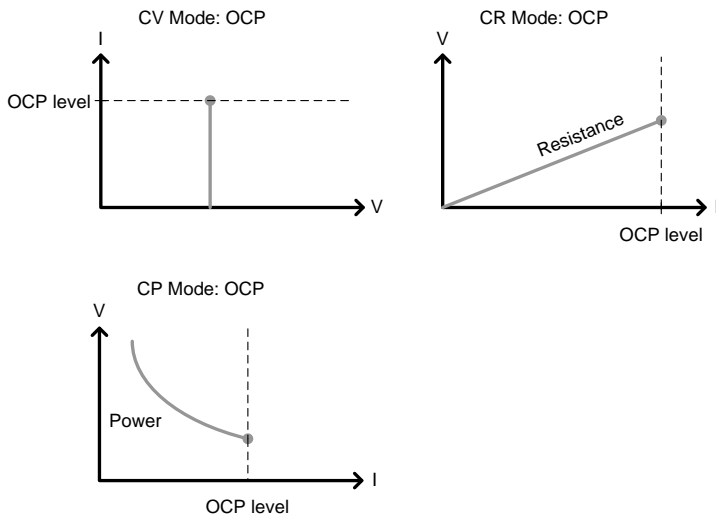 CV Mode: OCP
I
OCP level
V
CR Mode: OCP
V
Resistance
I
OCP level
CP Mode: OCP
V
Power
I
OCP level